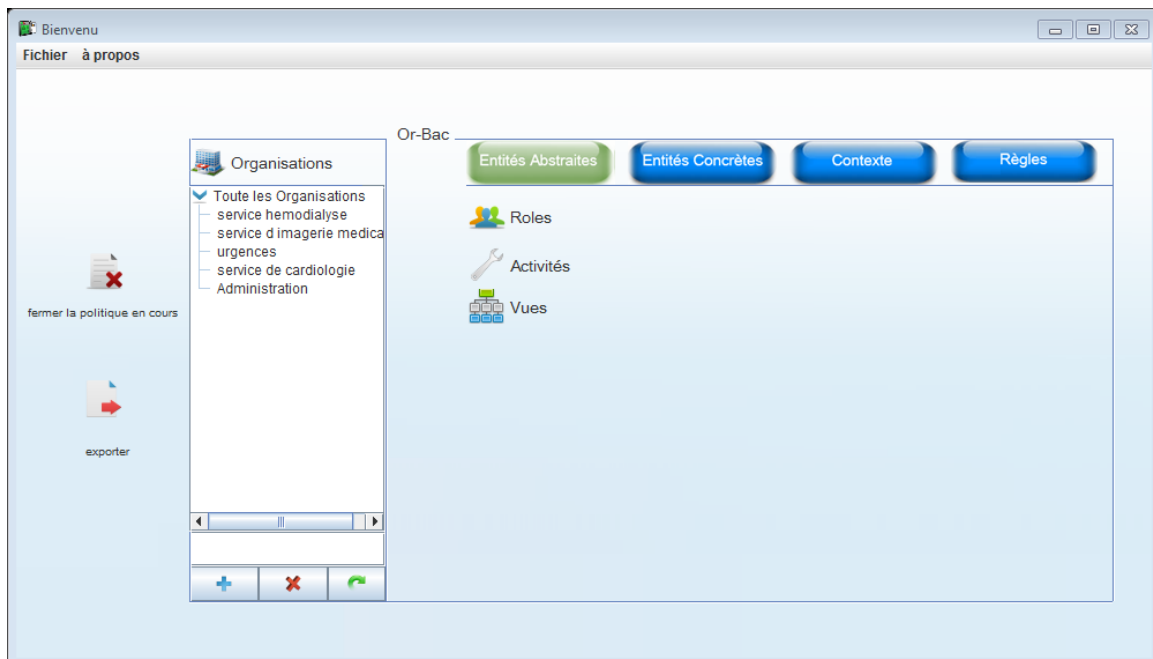 Bienvenu
Fichier à propos
Or-Bac
Organisations
Entités Abstraites
Entités Concrètes
Contexte
Règles
Toute les Organisations
service hemodialyse
service d imagerie medica
urgences
service de cardiologie
Administration
Roles
Activités
Vues
fermer la politique en cours
exporter